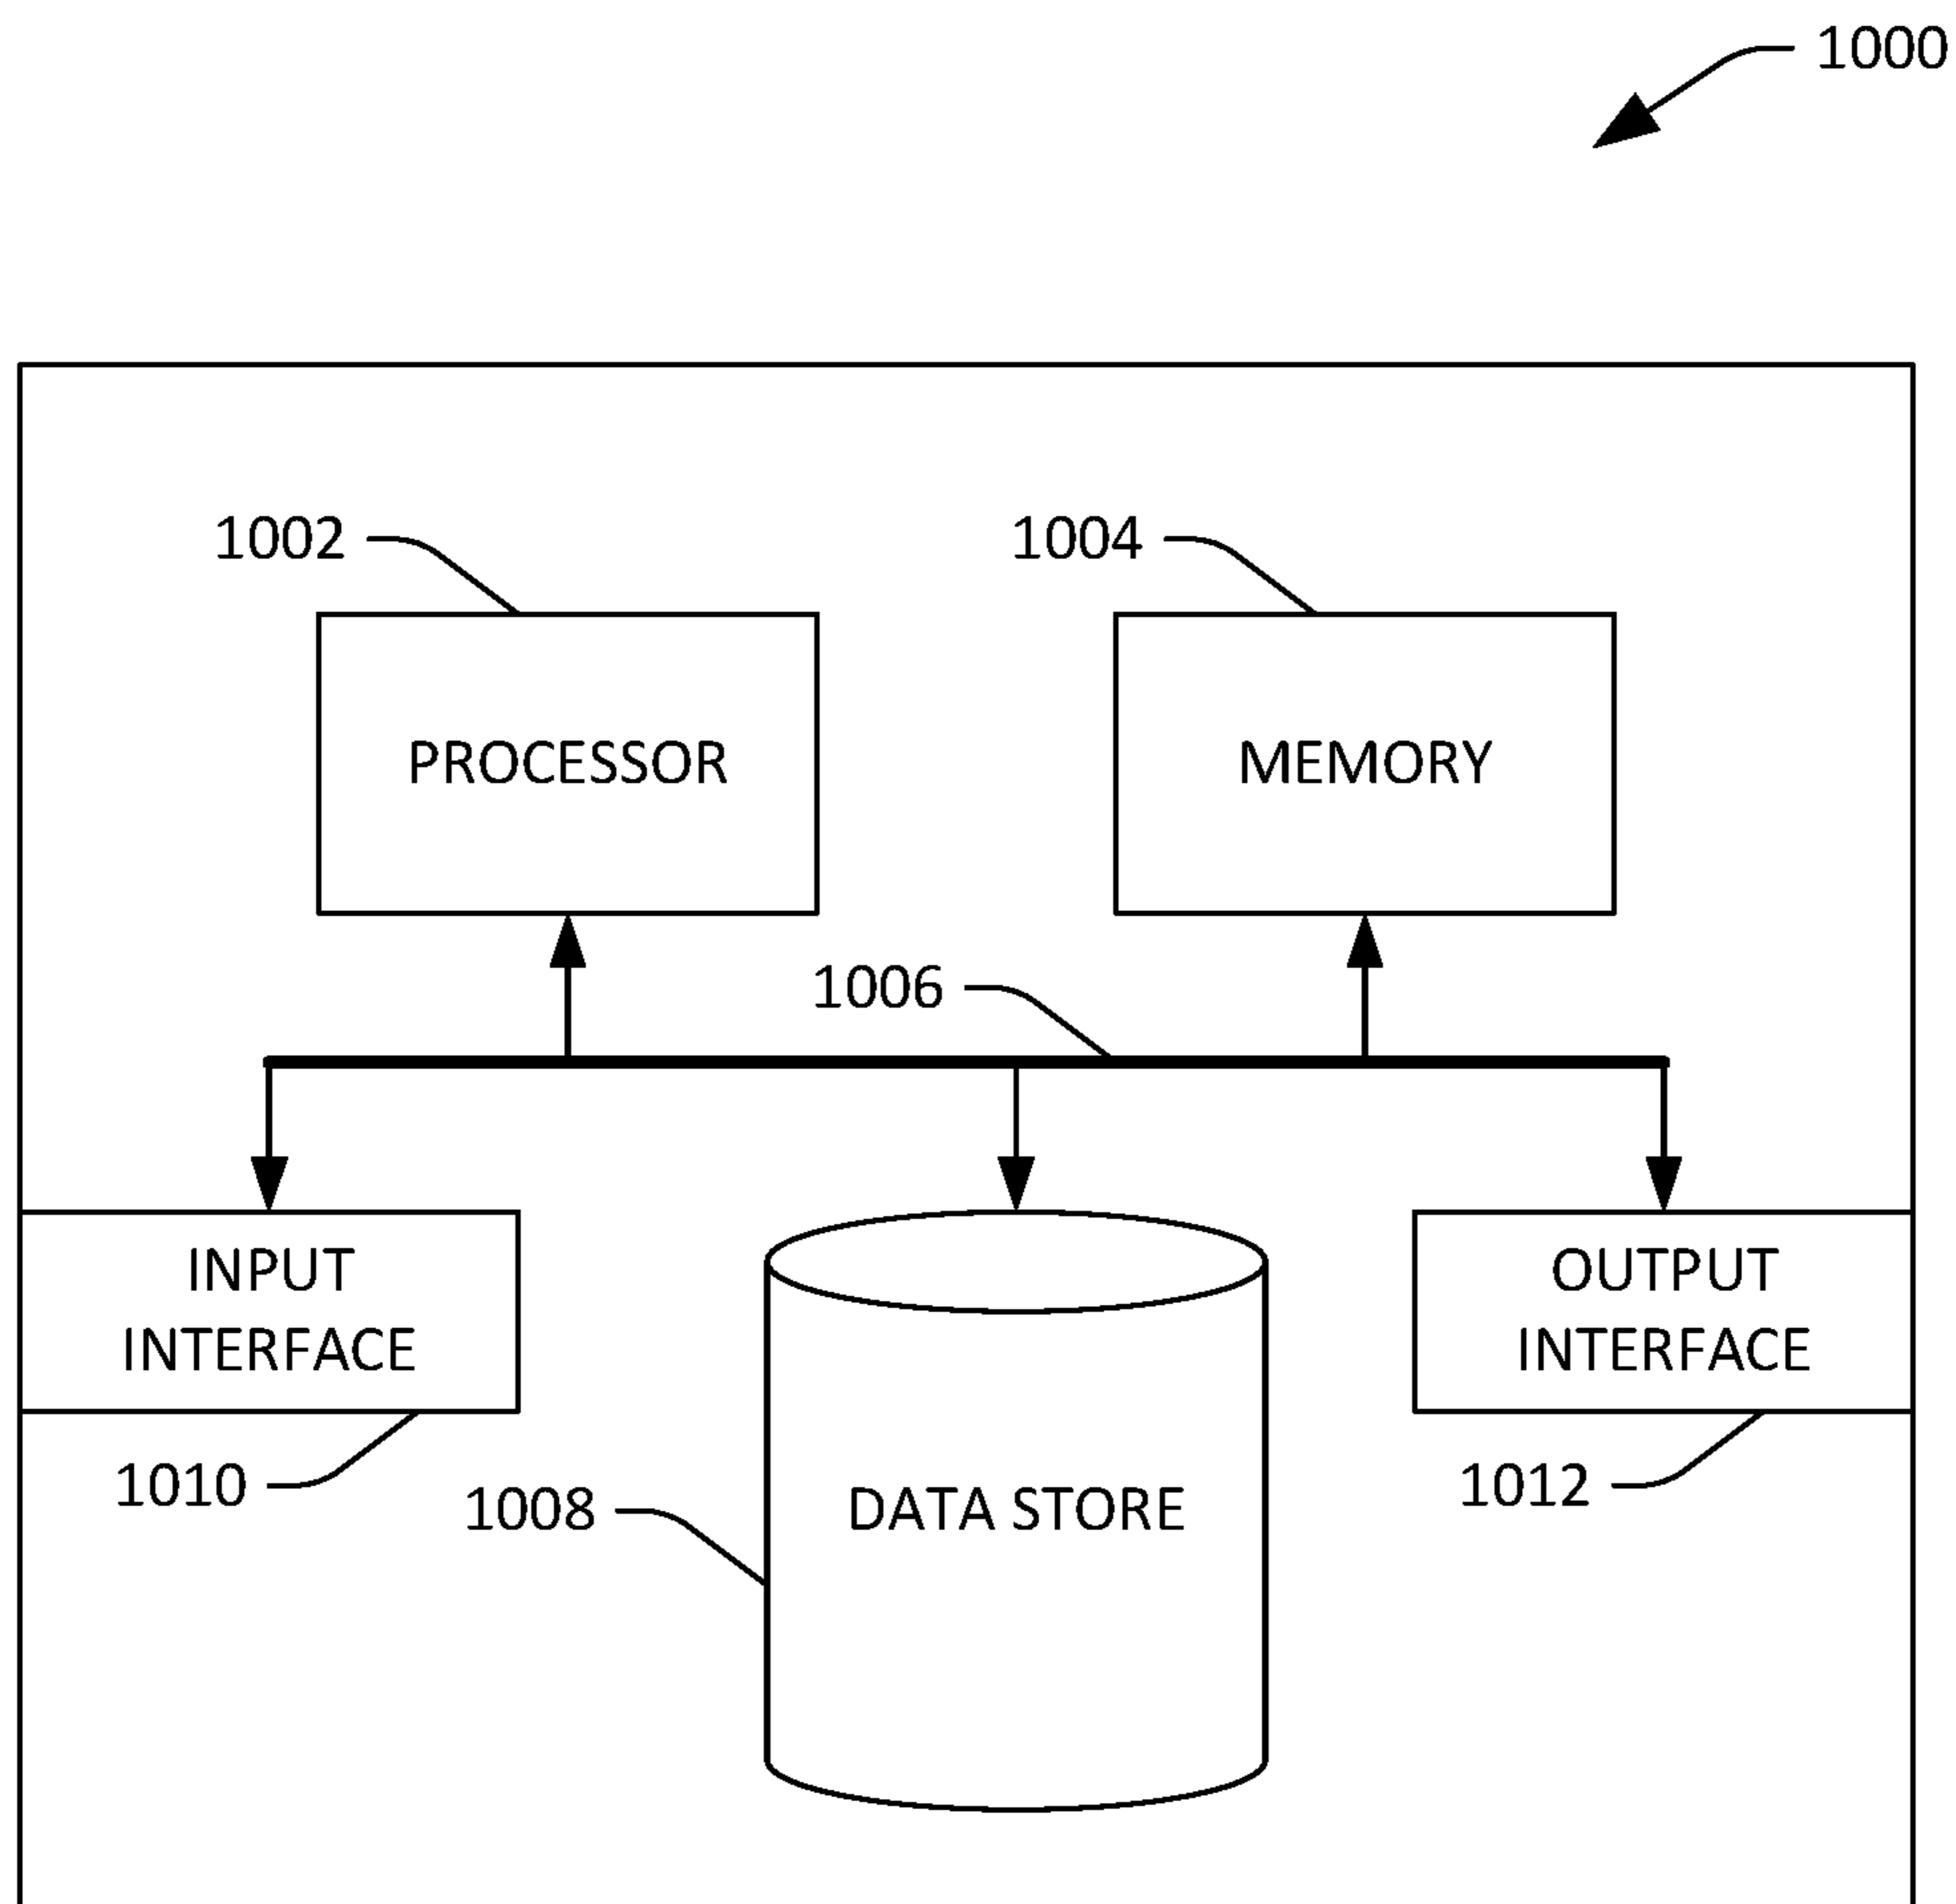 1000
1002
1004
PROCESSOR
MEMORY
1006
INPUT
INTERFACE
OUTPUT
INTERFACE
1010
1008
DATA STORE
1012